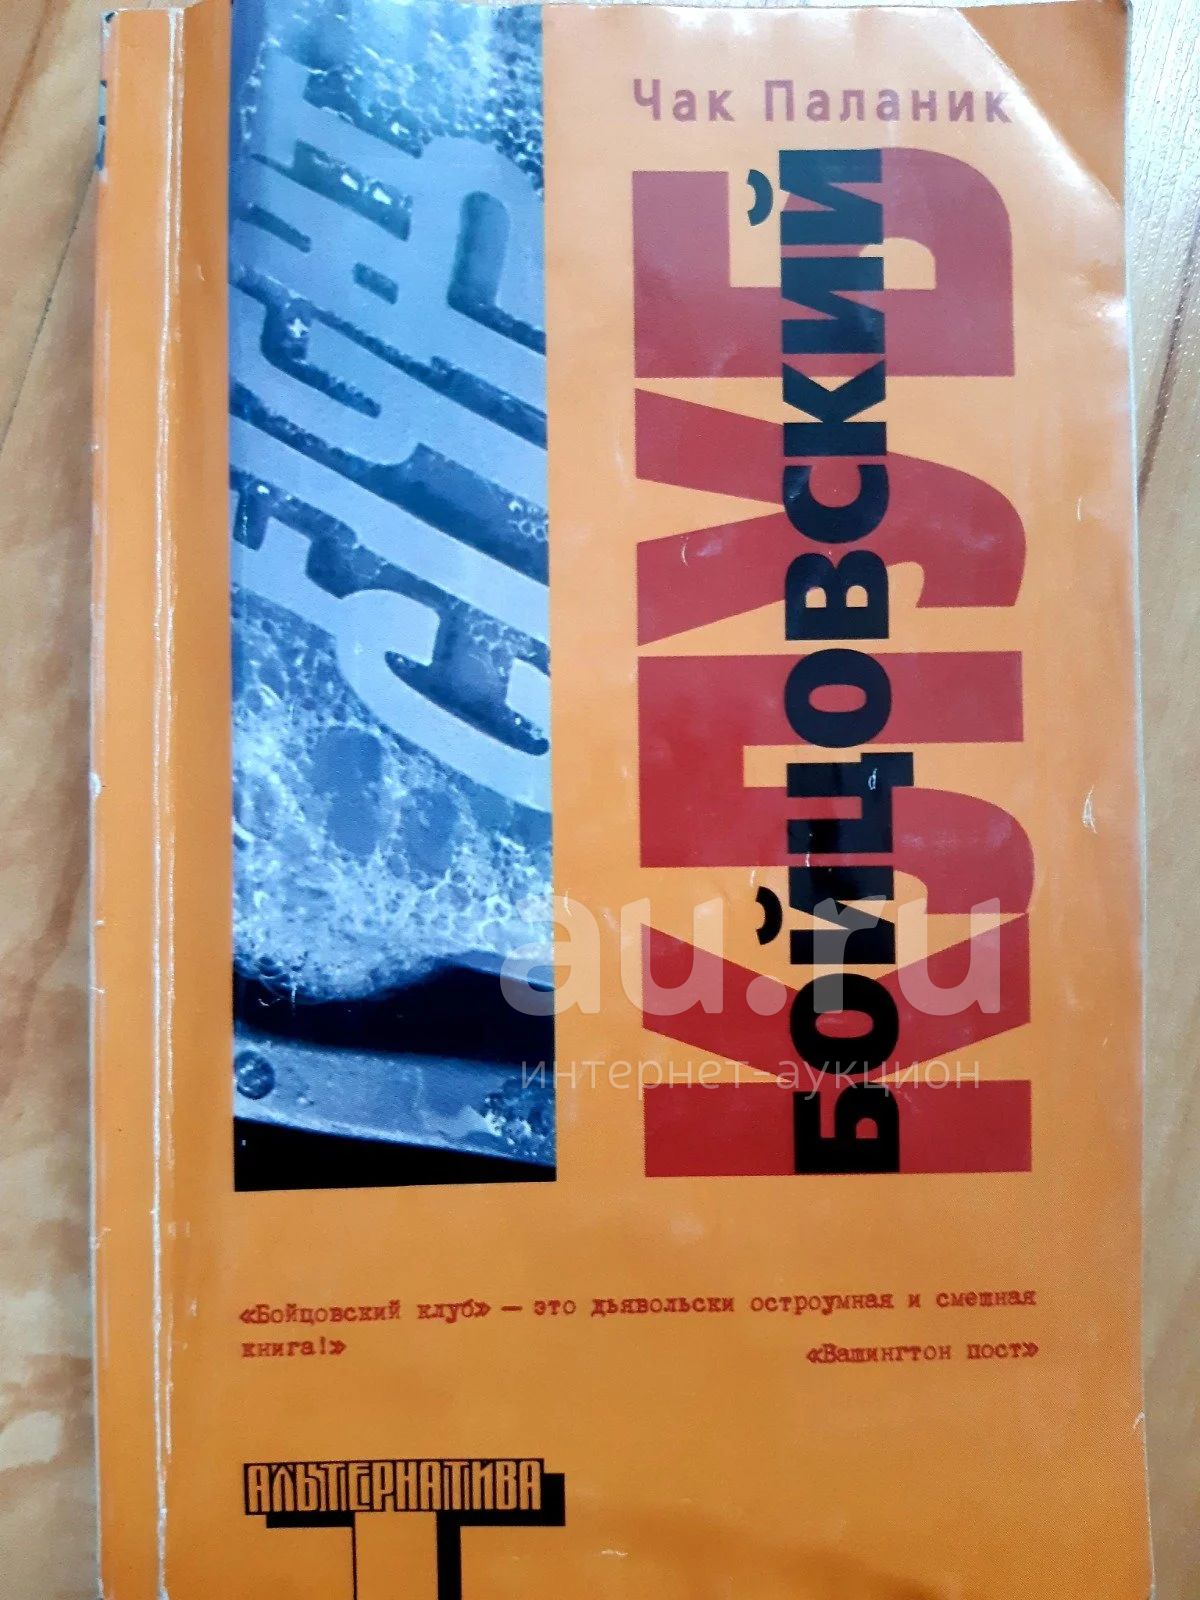 Чак Паланик
БОЙЦОВСКИЙ
КЛУБ
«Бойцовский клуб» — это дьявольски остроумная и смешная
книга!»
«Вашингтон пост»
АЛЬТЕРНАТИВА
au.ru
интернет-аукцион